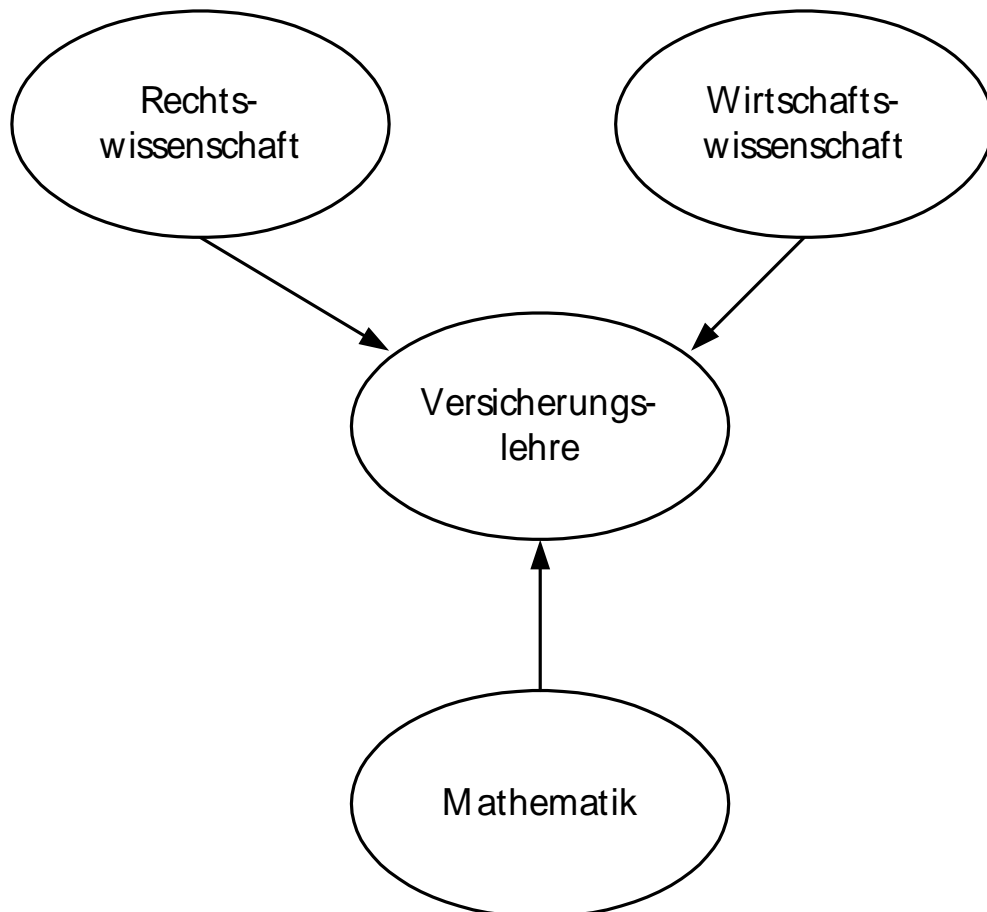 Rechts-
wissenschaft
Wirtschafts-
wissenschaft
Versicherungs-
lehre
Mathematik